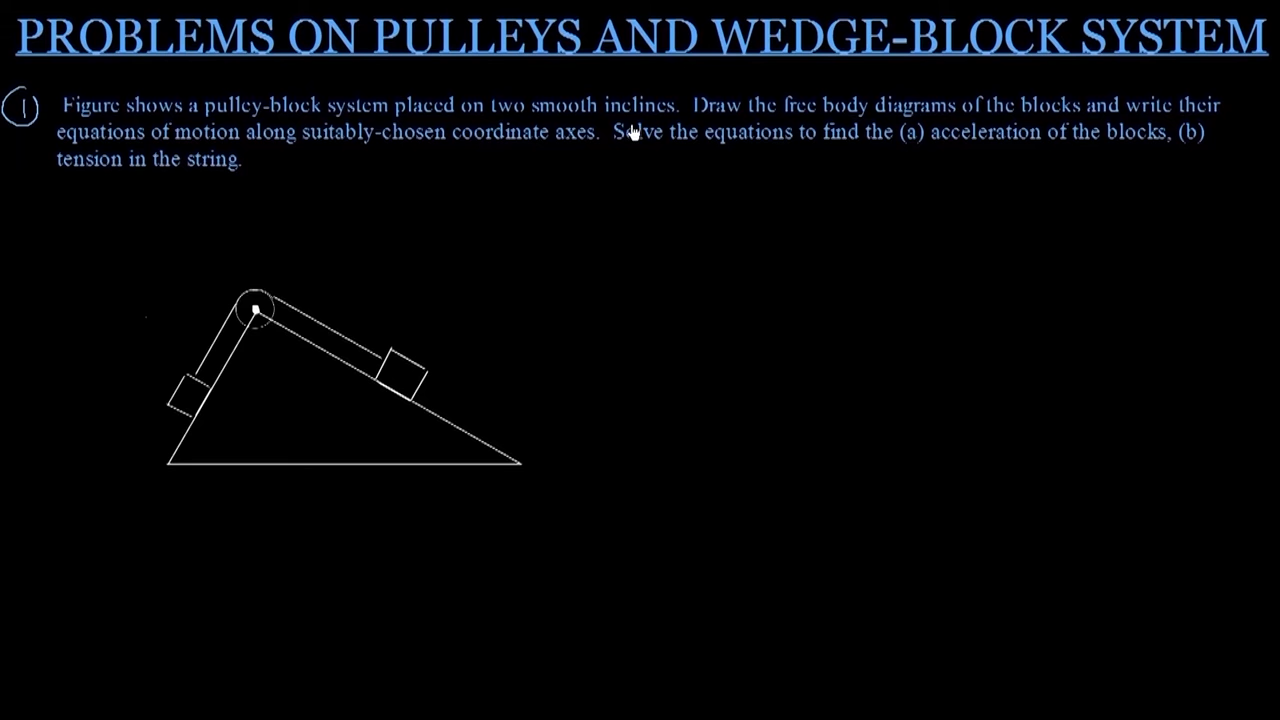 PROBLEMS ON PULLEYS AND WEDGE-BLOCK SYSTEM
1 Figure shows a pulley-block system placed on two smooth inclines. Draw the free body diagrams of the blocks and write their
equations of motion along suitably-chosen coordinate axes. Solve the equations to find the (a) acceleration of the blocks, (b)
tension in the string.